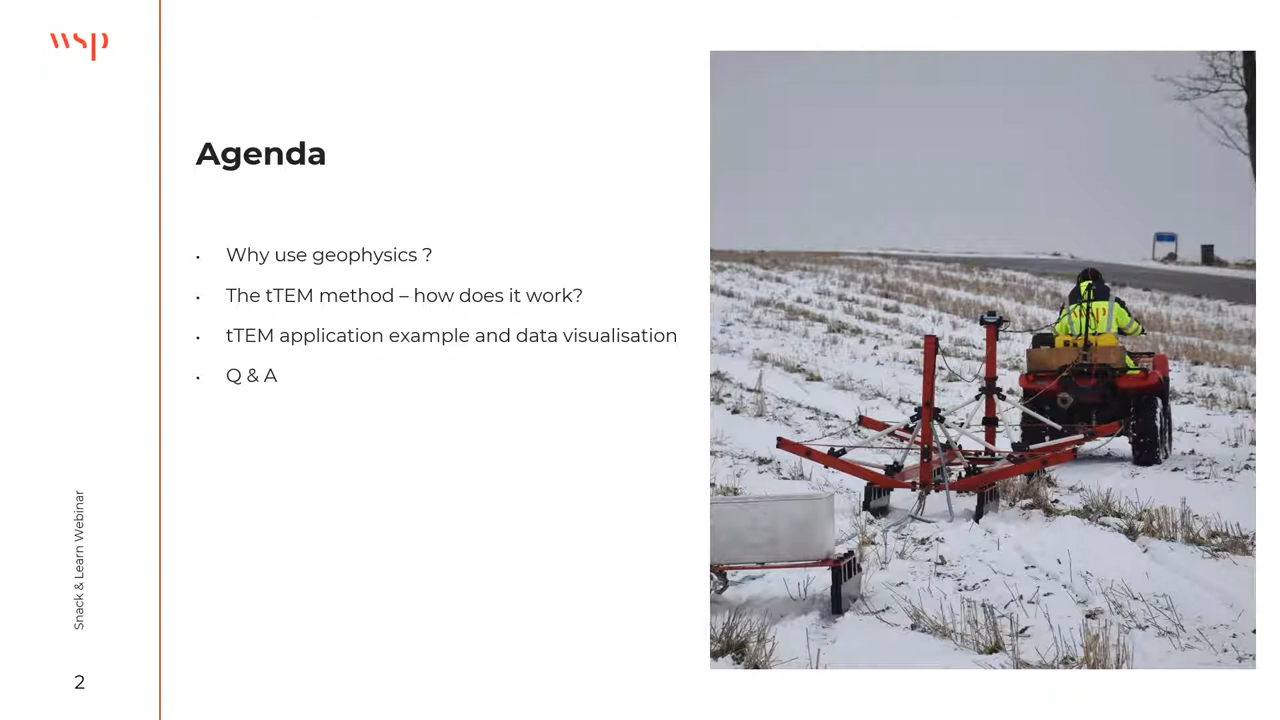 wsp
Agenda
• Why use geophysics ?
• The tTEM method – how does it work?
• tTEM application example and data visualisation
• Q & A
wsp
Snack & Learn Webinar
2